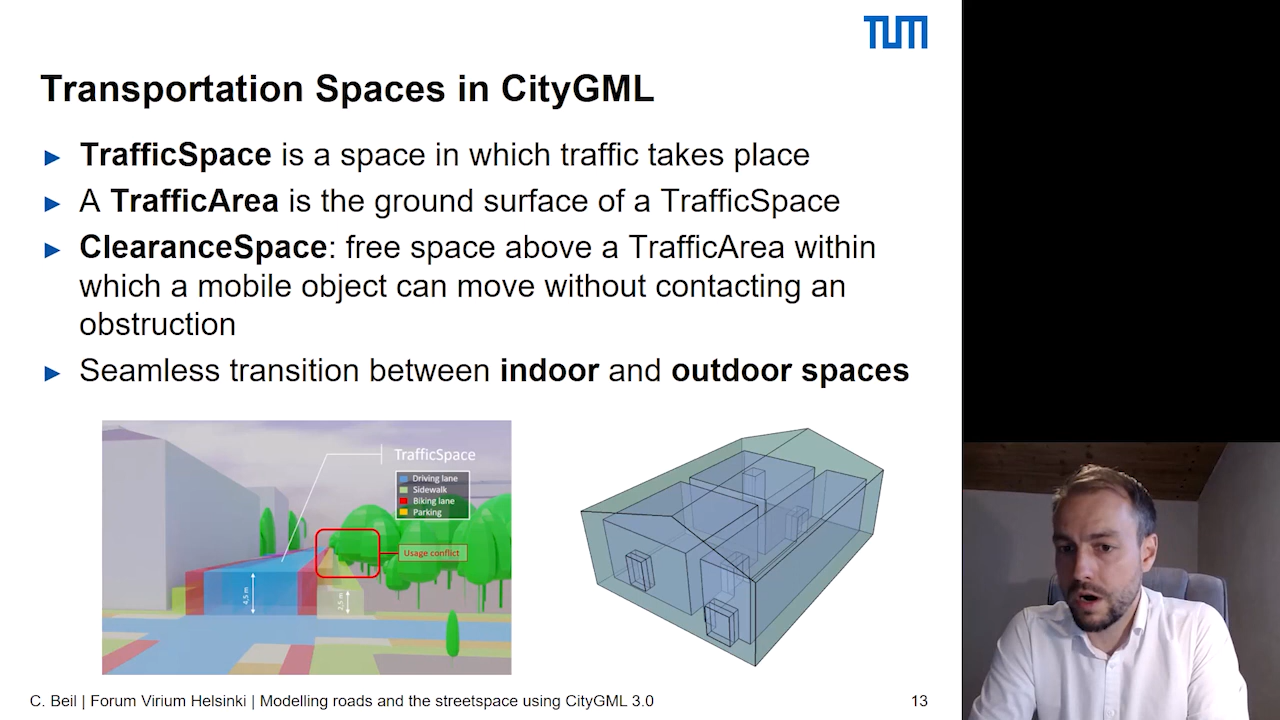 TUM
Transportation Spaces in CityGML
► TrafficSpace is a space in which traffic takes place
► A TrafficArea is the ground surface of a TrafficSpace
► ClearanceSpace: free space above a TrafficArea within
which a mobile object can move without contacting an
obstruction
► Seamless transition between indoor and outdoor spaces
TrafficSpace
Driving lane
Sidewalk
Biking lane
Parking
Usage conflict
4,5 m
2,5 m
C. Beil | Forum Virium Helsinki | Modelling roads and the streetspace using CityGML 3.0
13